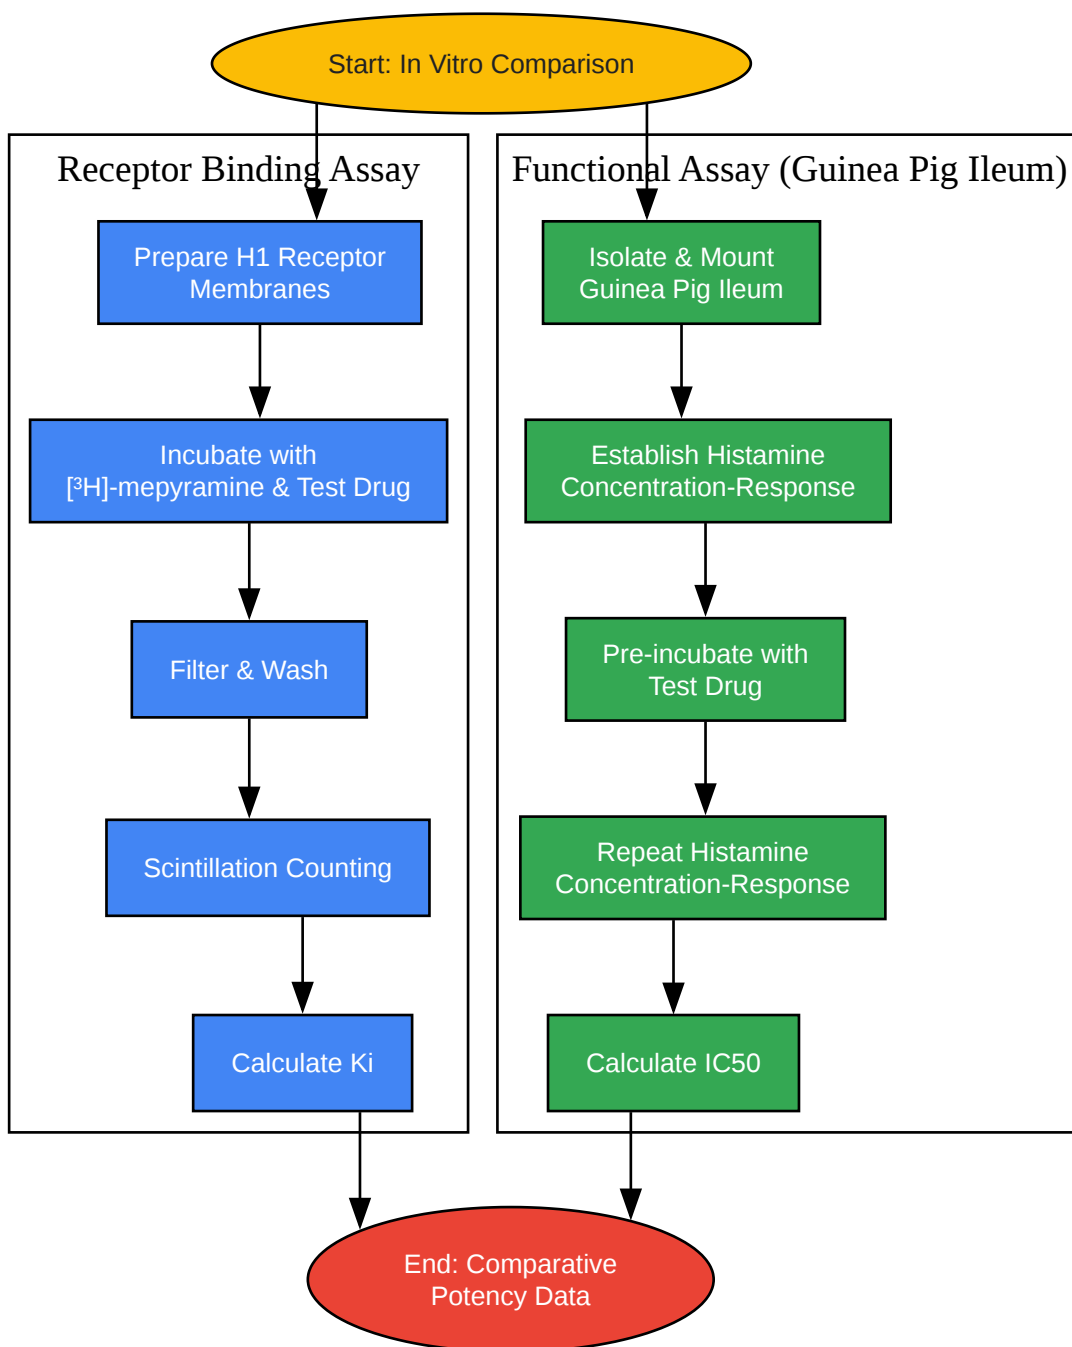 Start: In Vitro Comparison
Receptor Binding Assay
Prepare H1 Receptor
Membranes
Incubate with
[³H]-mepyramine & Test Drug
Filter & Wash
Scintillation Counting
Calculate Ki
Functional Assay (Guinea Pig Ileum)
Isolate & Mount
Guinea Pig Ileum
Establish Histamine
Concentration-Response
Pre-incubate with
Test Drug
Repeat Histamine
Concentration-Response
Calculate IC50
End: Comparative
Potency Data